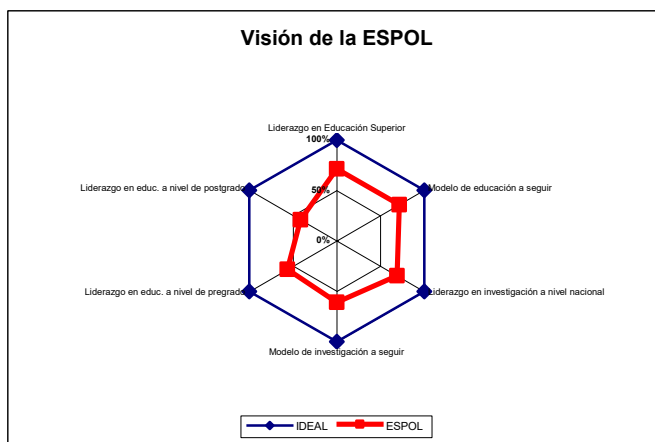 Visión de la ESPOL
Liderazgo en Educación Superior
100%
Liderazgo en educ. a nivel de postgrado
Modelo de educación a seguir
50%
0%
Liderazgo en educ. a nivel de pregrado
Liderazgo en investigación a nivel nacional
Modelo de investigación a seguir
IDEAL
ESPOL